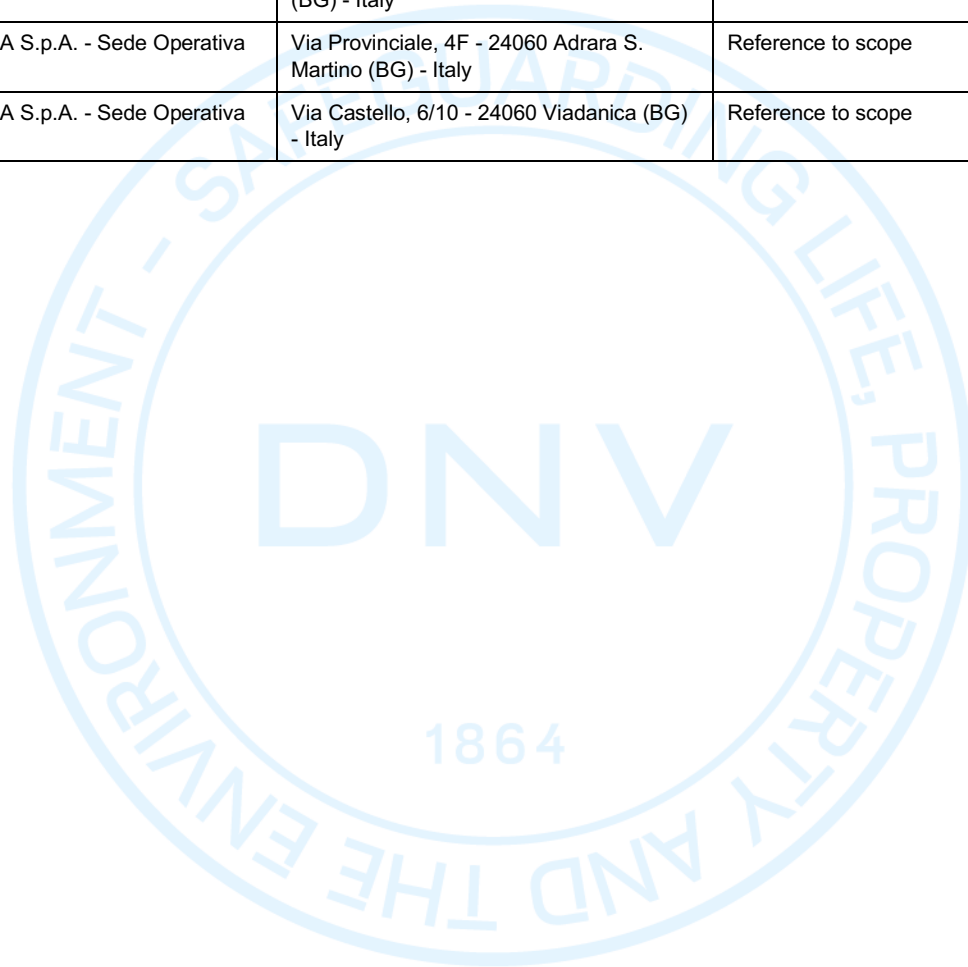 (BG) - Italy
A S.p.A. - Sede Operativa
Via Provinciale, 4F - 24060 Adrara S.
Martino (BG) - Italy
Reference to scope
A S.p.A. - Sede Operativa
Via Castello, 6/10 - 24060 Viadanica (BG)
- Italy
Reference to scope
SAFEGUARDING LIFE, PROPERTY AND THE ENVIRONMENT -
DNV
1864